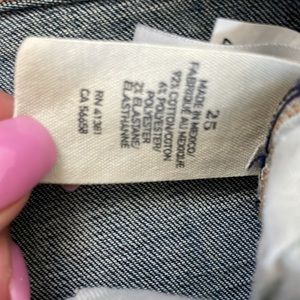 25
MADE IN MEXICO/
FABRIQUE AU MEXIQUE
92% COTTON/COTON
6% POLYESTER/
POLYESTER
2% ELASTANE/
ELASTHANNE
RN 41381
CA 56658